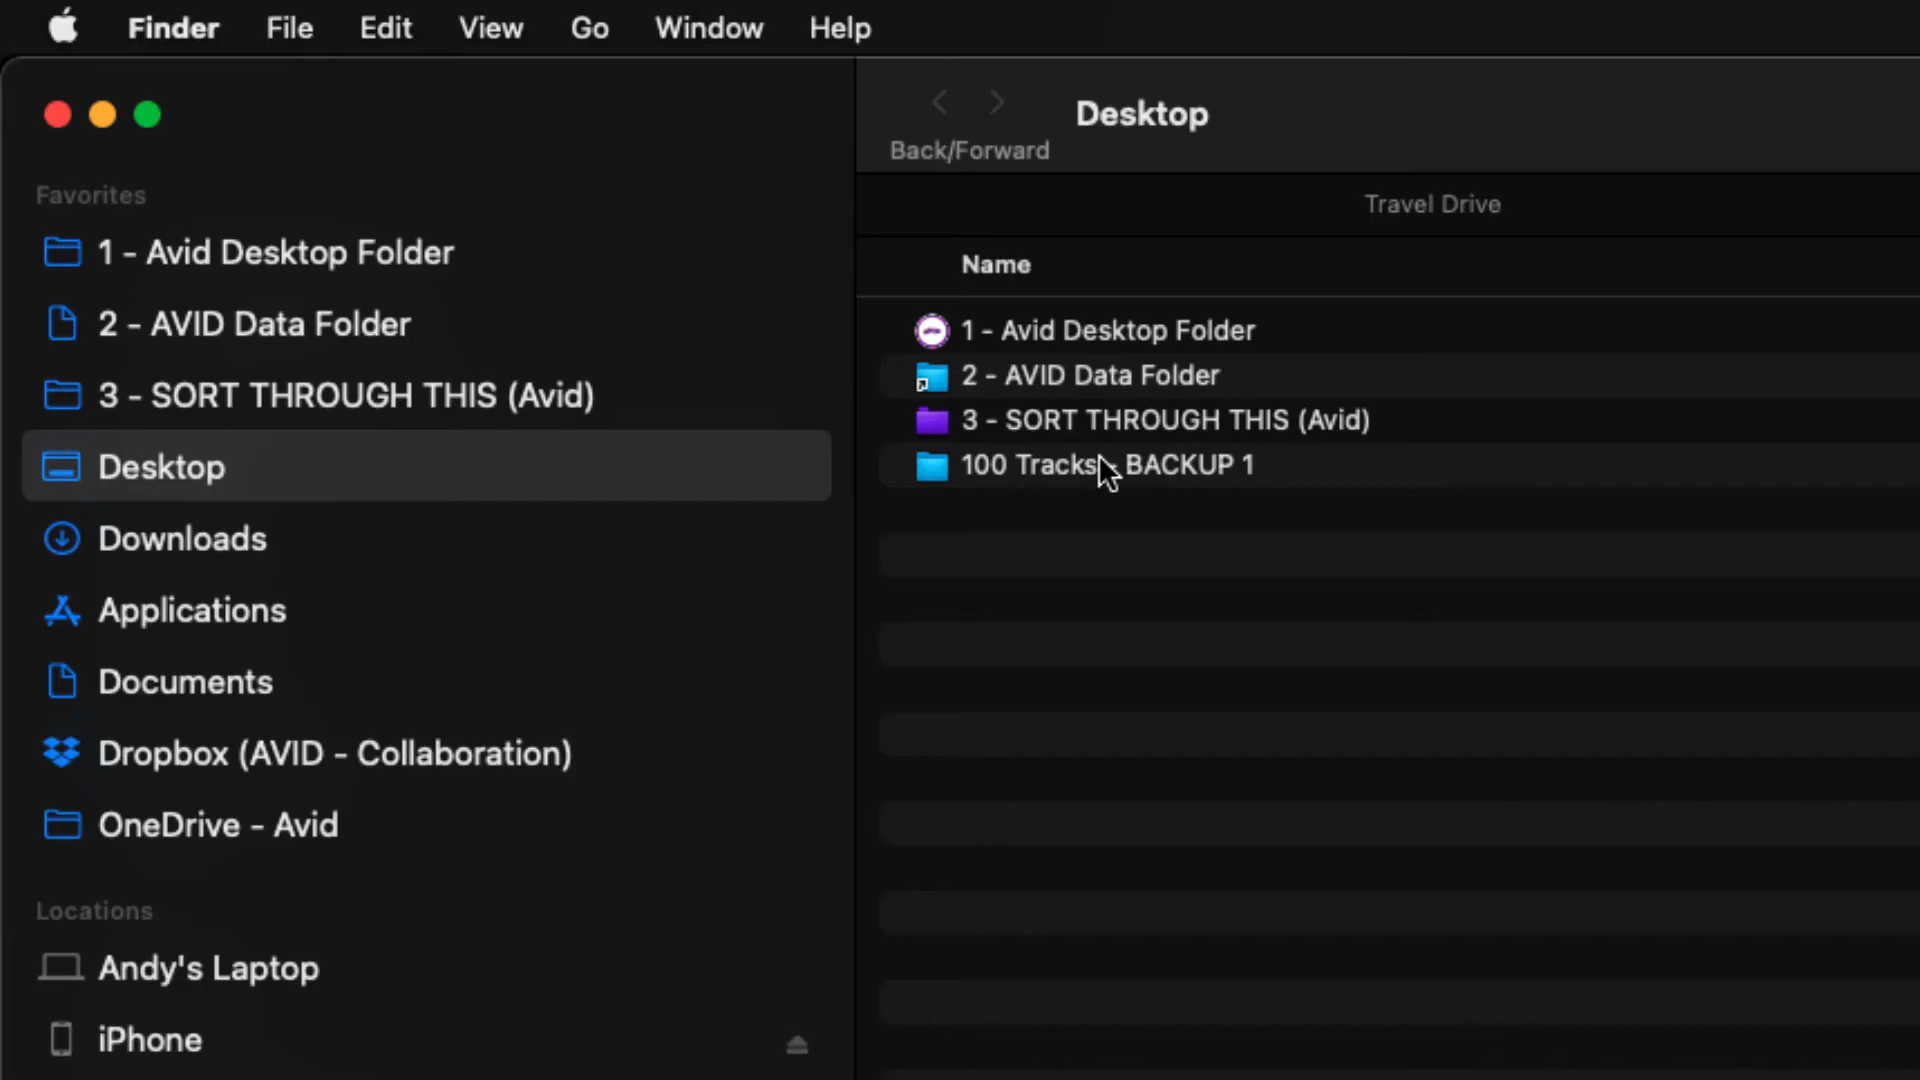 Finder File Edit View Go Window Help
Desktop
Back/Forward
Travel Drive
Favorites
1 - Avid Desktop Folder
2 - AVID Data Folder
3 - SORT THROUGH THIS (Avid)
Desktop
Downloads
Applications
Documents
Dropbox (AVID - Collaboration)
OneDrive - Avid
Locations
Andy's Laptop
iPhone
Name
1 - Avid Desktop Folder
2 - AVID Data Folder
3 - SORT THROUGH THIS (Avid)
100 Tracks - BACKUP 1